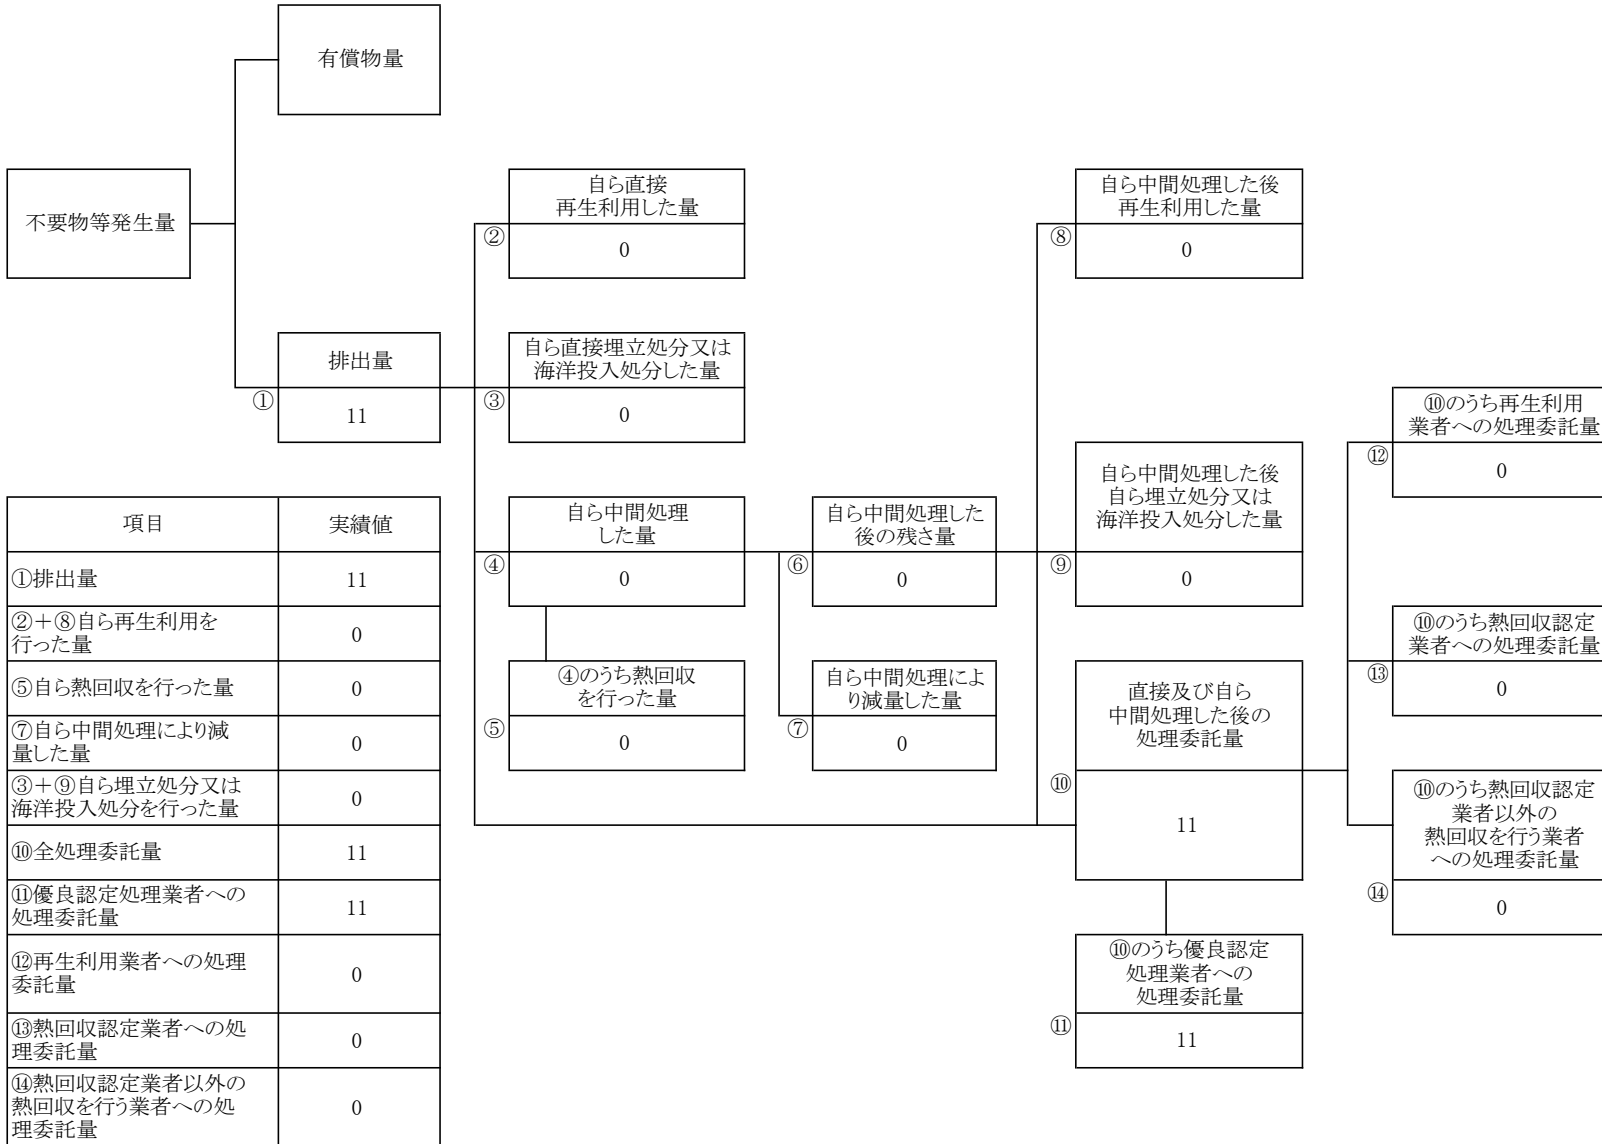 有償物量
不要物等発生量
自ら直接
再生利用した量
②
0
自ら中間処理した後
再生利用した量
⑧
0
排出量
①
11
自ら直接埋立処分又は
海洋投入処分した量
③
0
⑩のうち再生利用
業者への処理委託量
⑫
0
自ら中間処理
した量
④
0
自ら中間処理した
後の残さ量
⑥
0
自ら中間処理した後
自ら埋立処分又は
海洋投入処分した量
⑨
0
⑩のうち熱回収認定
業者への処理委託量
⑬
0
④のうち熱回収
を行った量
⑤
0
自ら中間処理によ
り減量した量
⑦
0
直接及び自ら
中間処理した後の
処理委託量
⑩
11
⑩のうち熱回収認定
業者以外の
熱回収を行う業者
への処理委託量
⑭
0
⑩のうち優良認定
処理業者への
処理委託量
⑪
11
項目 実績値
①排出量 11
②＋⑧自ら再生利用を
行った量 0
⑤自ら熱回収を行った量 0
⑦自ら中間処理により減
量した量 0
③＋⑨自ら埋立処分又は
海洋投入処分を行った量 0
⑩全処理委託量 11
⑪優良認定処理業者への
処理委託量 11
⑫再生利用業者への処理
委託量 0
⑬熱回収認定業者への処
理委託量 0
⑭熱回収認定業者以外の
熱回収を行う業者への処
理委託量 0